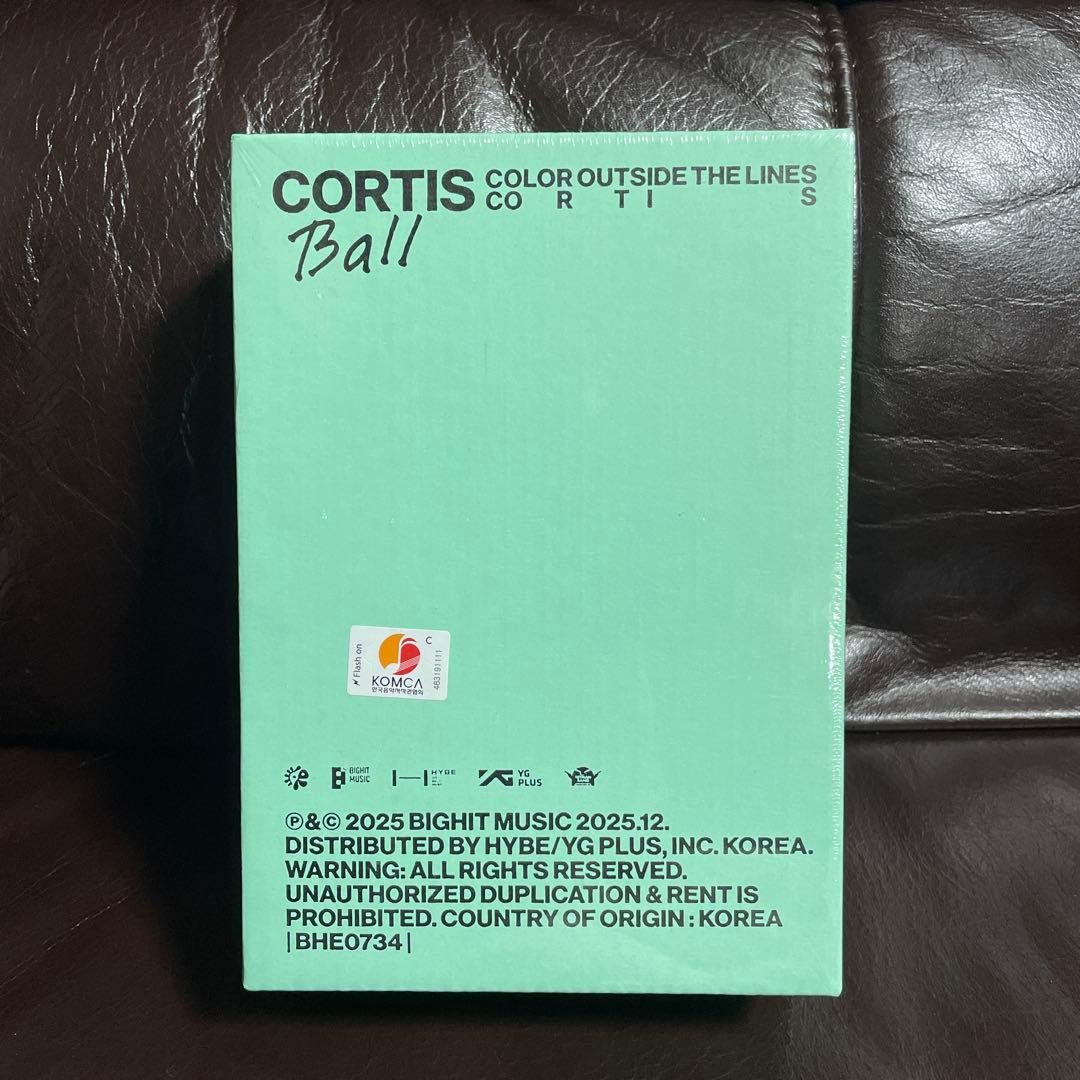 CORTIS COLOR OUTSIDE THE LINES
CO R T I S
Ball
Flash on
C
KOMCA
한국음악저작권협회
483191111
BIGHIT
MUSIC
HYBE
YG
PLUS
Ⓟ&© 2025 BIGHIT MUSIC 2025.12.
DISTRIBUTED BY HYBE/YG PLUS, INC. KOREA.
WARNING: ALL RIGHTS RESERVED.
UNAUTHORIZED DUPLICATION & RENT IS
PROHIBITED. COUNTRY OF ORIGIN : KOREA
| BHE0734 |